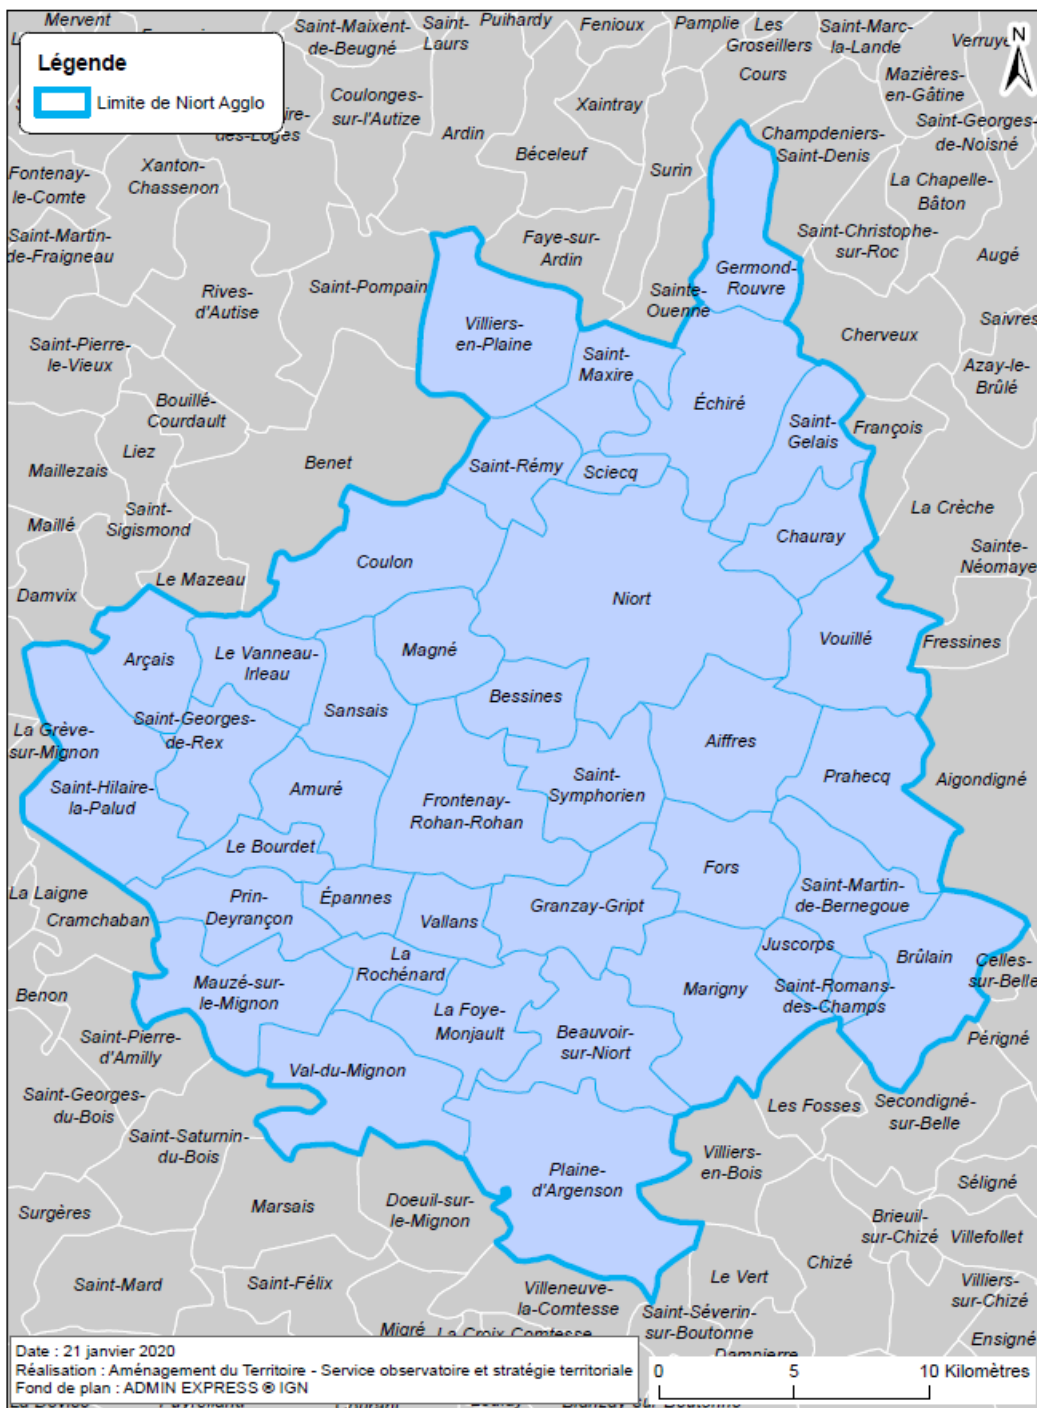 Mervent
Saint-Maixent-
de-Beugné
Saint-
Laurs
Puihardy
Fenioux
Pamplie
Les
Groseillers
Saint-Marc-
la-Lande
Verruye
N
Légende
Limite de Niort Agglo
Cours
Mazières-
en-Gâtine
Coulonges-
sur-l'Autize
Xaintray
Ardin
Saint-Georges-
de-Noisné
des-Loges
Champdeniers-
Saint-Denis
Béceleuf
Surin
Xanton-
Chassenon
Fontenay-
le-Comte
La Chapelle-
Bâton
Saint-Martin-
de-Fraigneau
Faye-sur-
Ardin
Saint-Christophe-
sur-Roc
Augé
Saint-Pompain
Rives-
d'Autise
Germond-
Rouvre
Sainte-
Ouenne
Saivres
Villiers-
en-Plaine
Cherveux
Saint-Pierre-
le-Vieux
Saint-
Maxire
Azay-le-
Brûlé
Bouillé-
Courdault
Échiré
Saint-
Gelais
François
Liez
Benet
Maillezais
Saint-Rémy
Sciecq
La Crèche
Saint-
Sigismond
Maillé
Chauray
Sainte-
Néomaye
Coulon
Le Mazeau
Damvix
Niort
Vouillé
Fressines
Arçais
Le Vanneau-
Irleau
Magné
Bessines
Sansais
Saint-Georges-
de-Rex
La Grève-
sur-Mignon
Aiffres
Prahecq
Aigondigné
Saint-Hilaire-
la-Palud
Amuré
Saint-
Symphorien
Frontenay-
Rohan-Rohan
Le Bourdet
Fors
La Laigne
Cramchaban
Prin-
Deyrançon
Épannes
Vallans
Granzay-Gript
Saint-Martin-
de-Bernegoue
Juscorps
Brûlain
Celles-
sur-Belle
La
Rochénard
Mauzé-sur-
le-Mignon
Benon
Marigny
Saint-Romans-
des-Champs
La Foye-
Monjault
Beauvoir-
sur-Niort
Saint-Pierre-
d'Amilly
Périgné
Val-du-Mignon
Saint-Georges-
du-Bois
Les Fosses
Secondigné-
sur-Belle
Saint-Saturnin-
du-Bois
Villiers-
en-Bois
Plaine-
d'Argenson
Séligné
Surgères
Marsais
Doeuil-sur-
le-Mignon
Brieuil-
sur-Chizé
Villefollet
Chizé
Saint-Mard
Saint-Félix
Le Vert
Villeneuve-
la-Comtesse
Villiers-
sur-Chizé
Saint-Séverin-
sur-Boutonne
Migré
La Croix-Comtesse
Ensigné
Dampierre
Date : 21 janvier 2020
Réalisation : Aménagement du Territoire - Service observatoire et stratégie territoriale
Fond de plan : ADMIN EXPRESS ® IGN
0 5 10 Kilomètres